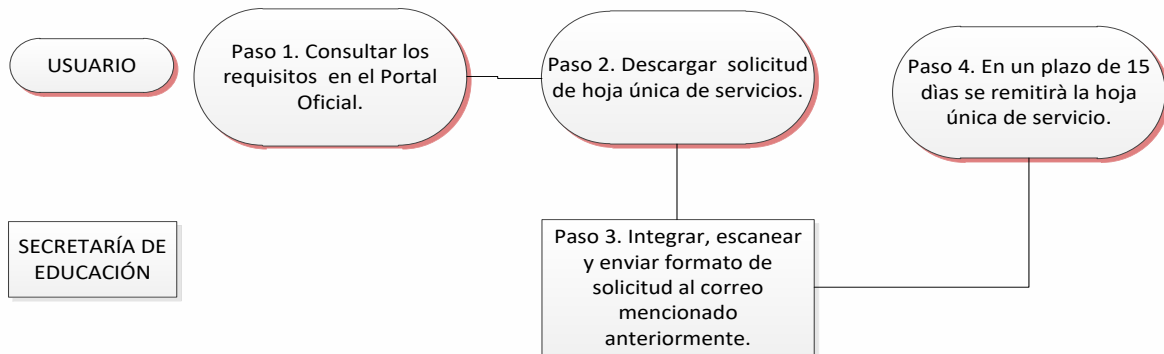 USUARIO
Paso 1. Consultar los
requisitos en el Portal
Oficial.
Paso 2. Descargar solicitud
de hoja única de servicios.
Paso 4. En un plazo de 15
dìas se remitirà la hoja
única de servicio.
SECRETARÍA DE
EDUCACIÓN
Paso 3. Integrar, escanear
y enviar formato de
solicitud al correo
mencionado
anteriormente.